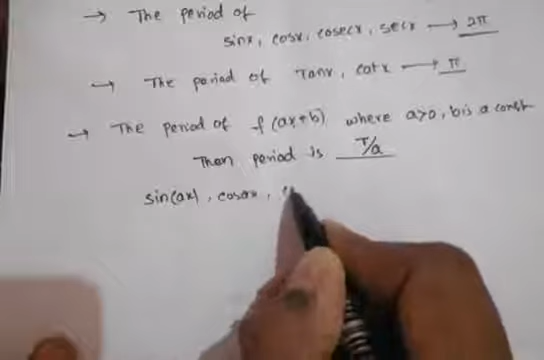 → The period of
sinx, cosx, cosecx, secx → 2π
→ The period of Tanx, cotx → π
→ The period of f(ax+b) where a>0, b is a const
Then period is T/a
sin(ax), cosax,